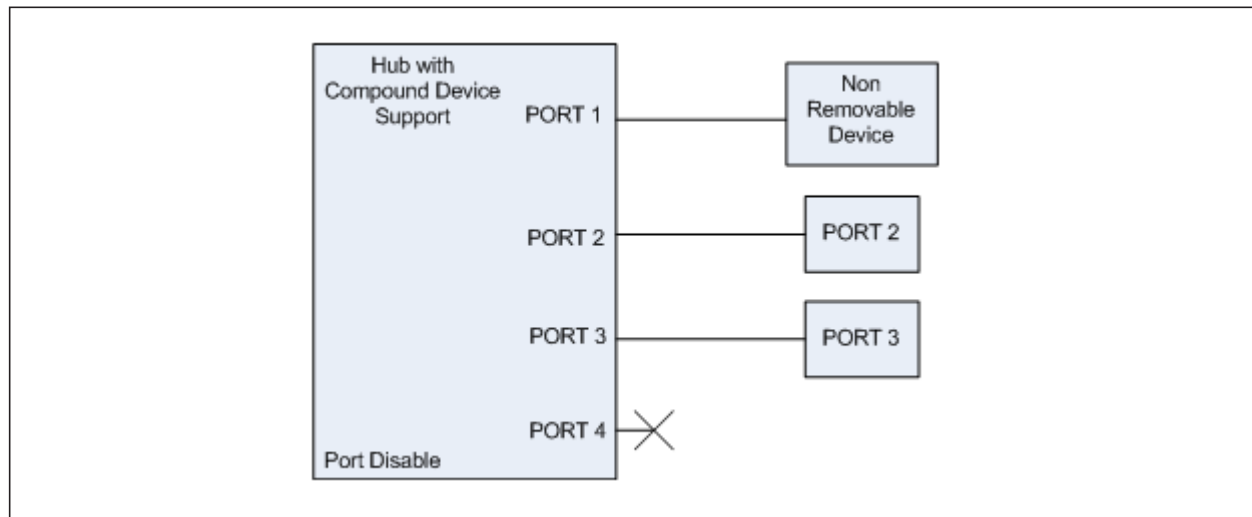 Hub with
Compound Device
Support
PORT 1
Non
Removable
Device
PORT 2
PORT 2
PORT 3
PORT 3
PORT 4
Port Disable